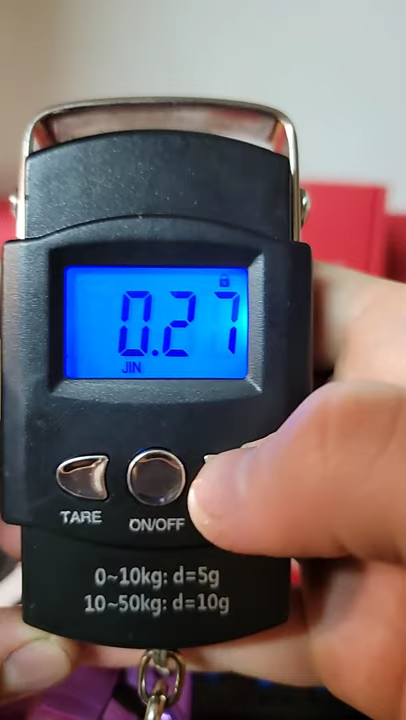 0.27
JIN
TARE
ON/OFF
0~10kg: d=5g
10~50kg: d=10g